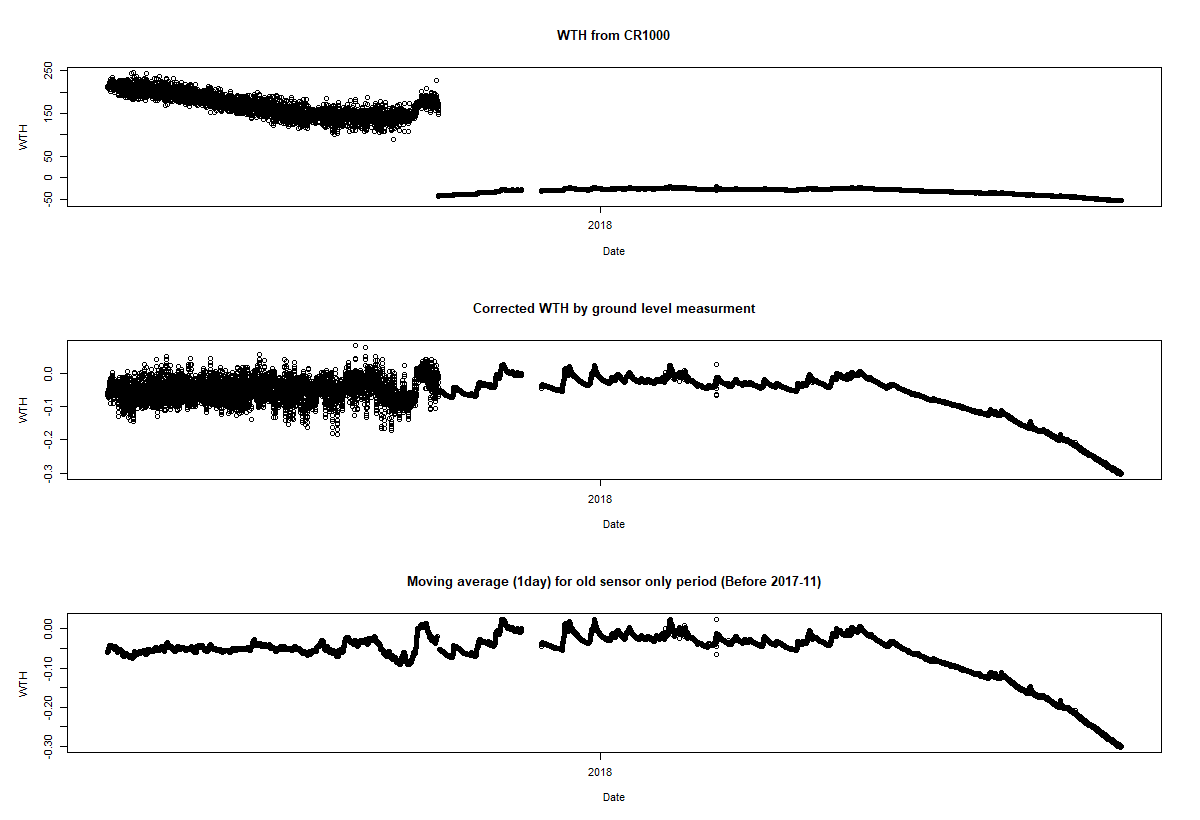 WTH from CR1000
250
150
50
0
-50
WTH
2018
Date
Corrected WTH by ground level measurment
0.0
-0.1
-0.2
-0.3
WTH
2018
Date
Moving average (1day) for old sensor only period (Before 2017-11)
0.00
-0.10
-0.20
-0.30
WTH
2018
Date